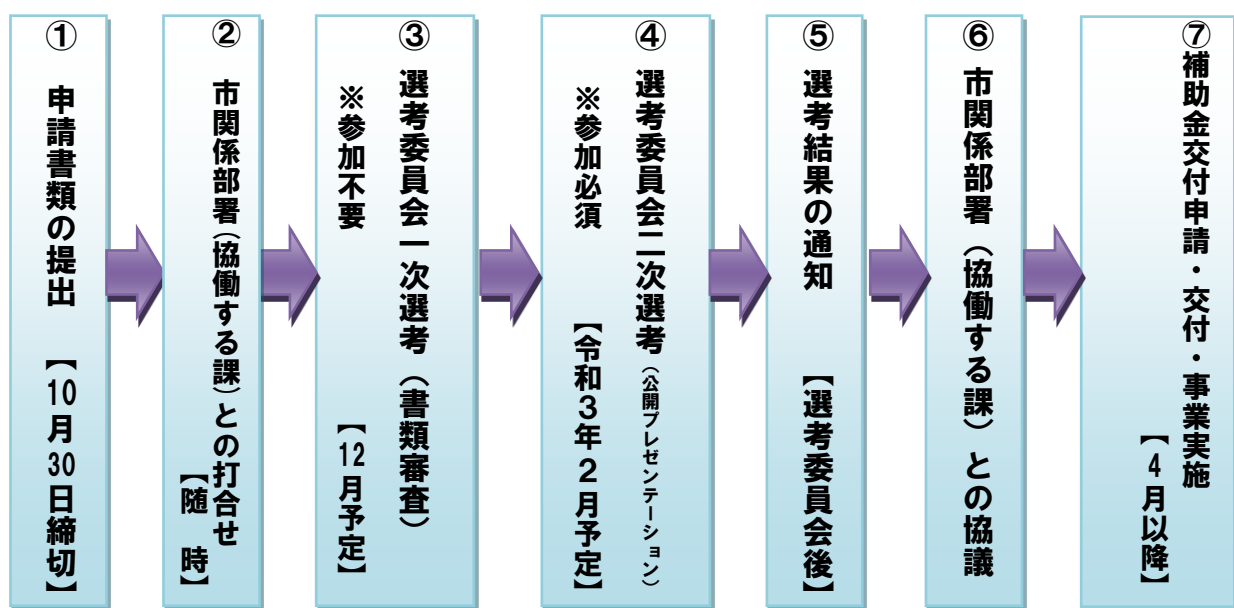 ① 申請書類の提出 【10月30日締切】
② 市関係部署（協働する課）との打合せ
【随 時】
③ 選考委員会一次選考（書類審査）
※参加不要 【12月予定】
④ 選考委員会二次選考（公開プレゼンテーション）
※参加必須 【令和３年２月予定】
⑤ 選考結果の通知 【選考委員会後】
⑥ 市関係部署（協働する課）との協議
⑦補助金交付申請・交付・事業実施
【４月以降】